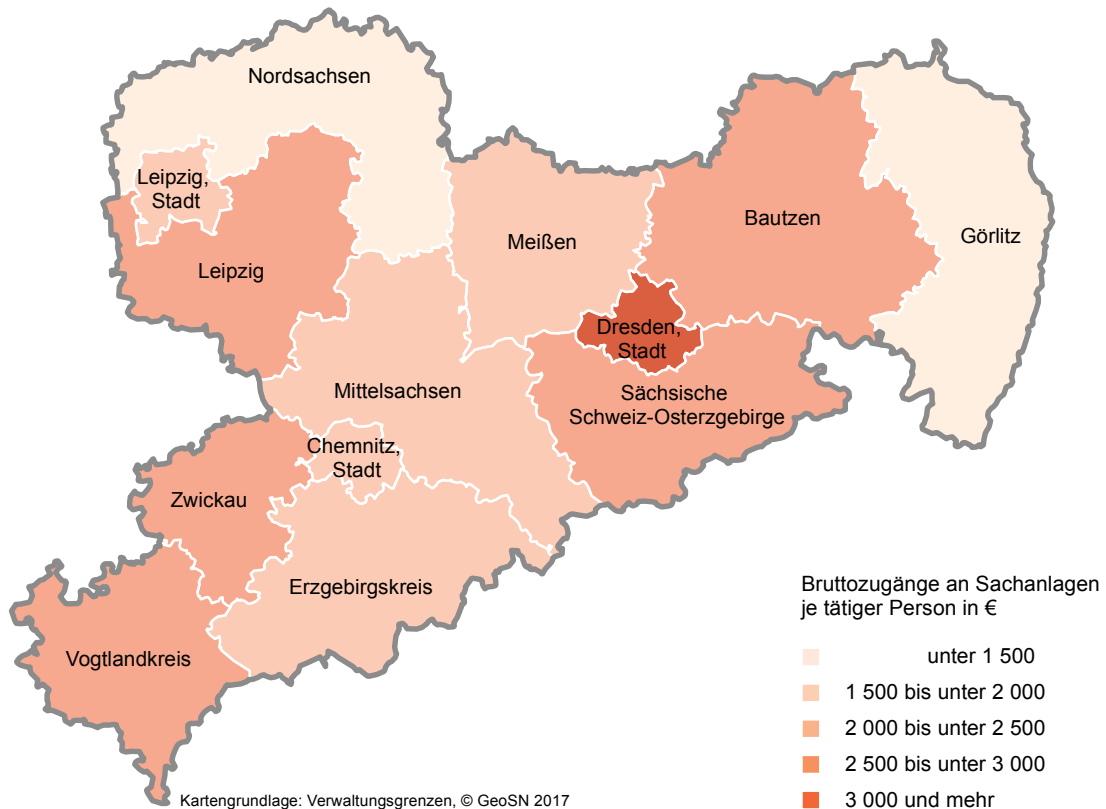 Nordsachsen
Leipzig,
Stadt
Leipzig
Meißen
Bautzen
Görlitz
Dresden,
Stadt
Mittelsachsen
Sächsische
Schweiz-Osterzgebirge
Chemnitz,
Stadt
Zwickau
Erzgebirgskreis
Vogtlandkreis
Bruttozugänge an Sachanlagen
je tätiger Person in €
unter 1 500
1 500 bis unter 2 000
2 000 bis unter 2 500
2 500 bis unter 3 000
3 000 und mehr
Kartengrundlage: Verwaltungsgrenzen, © GeoSN 2017